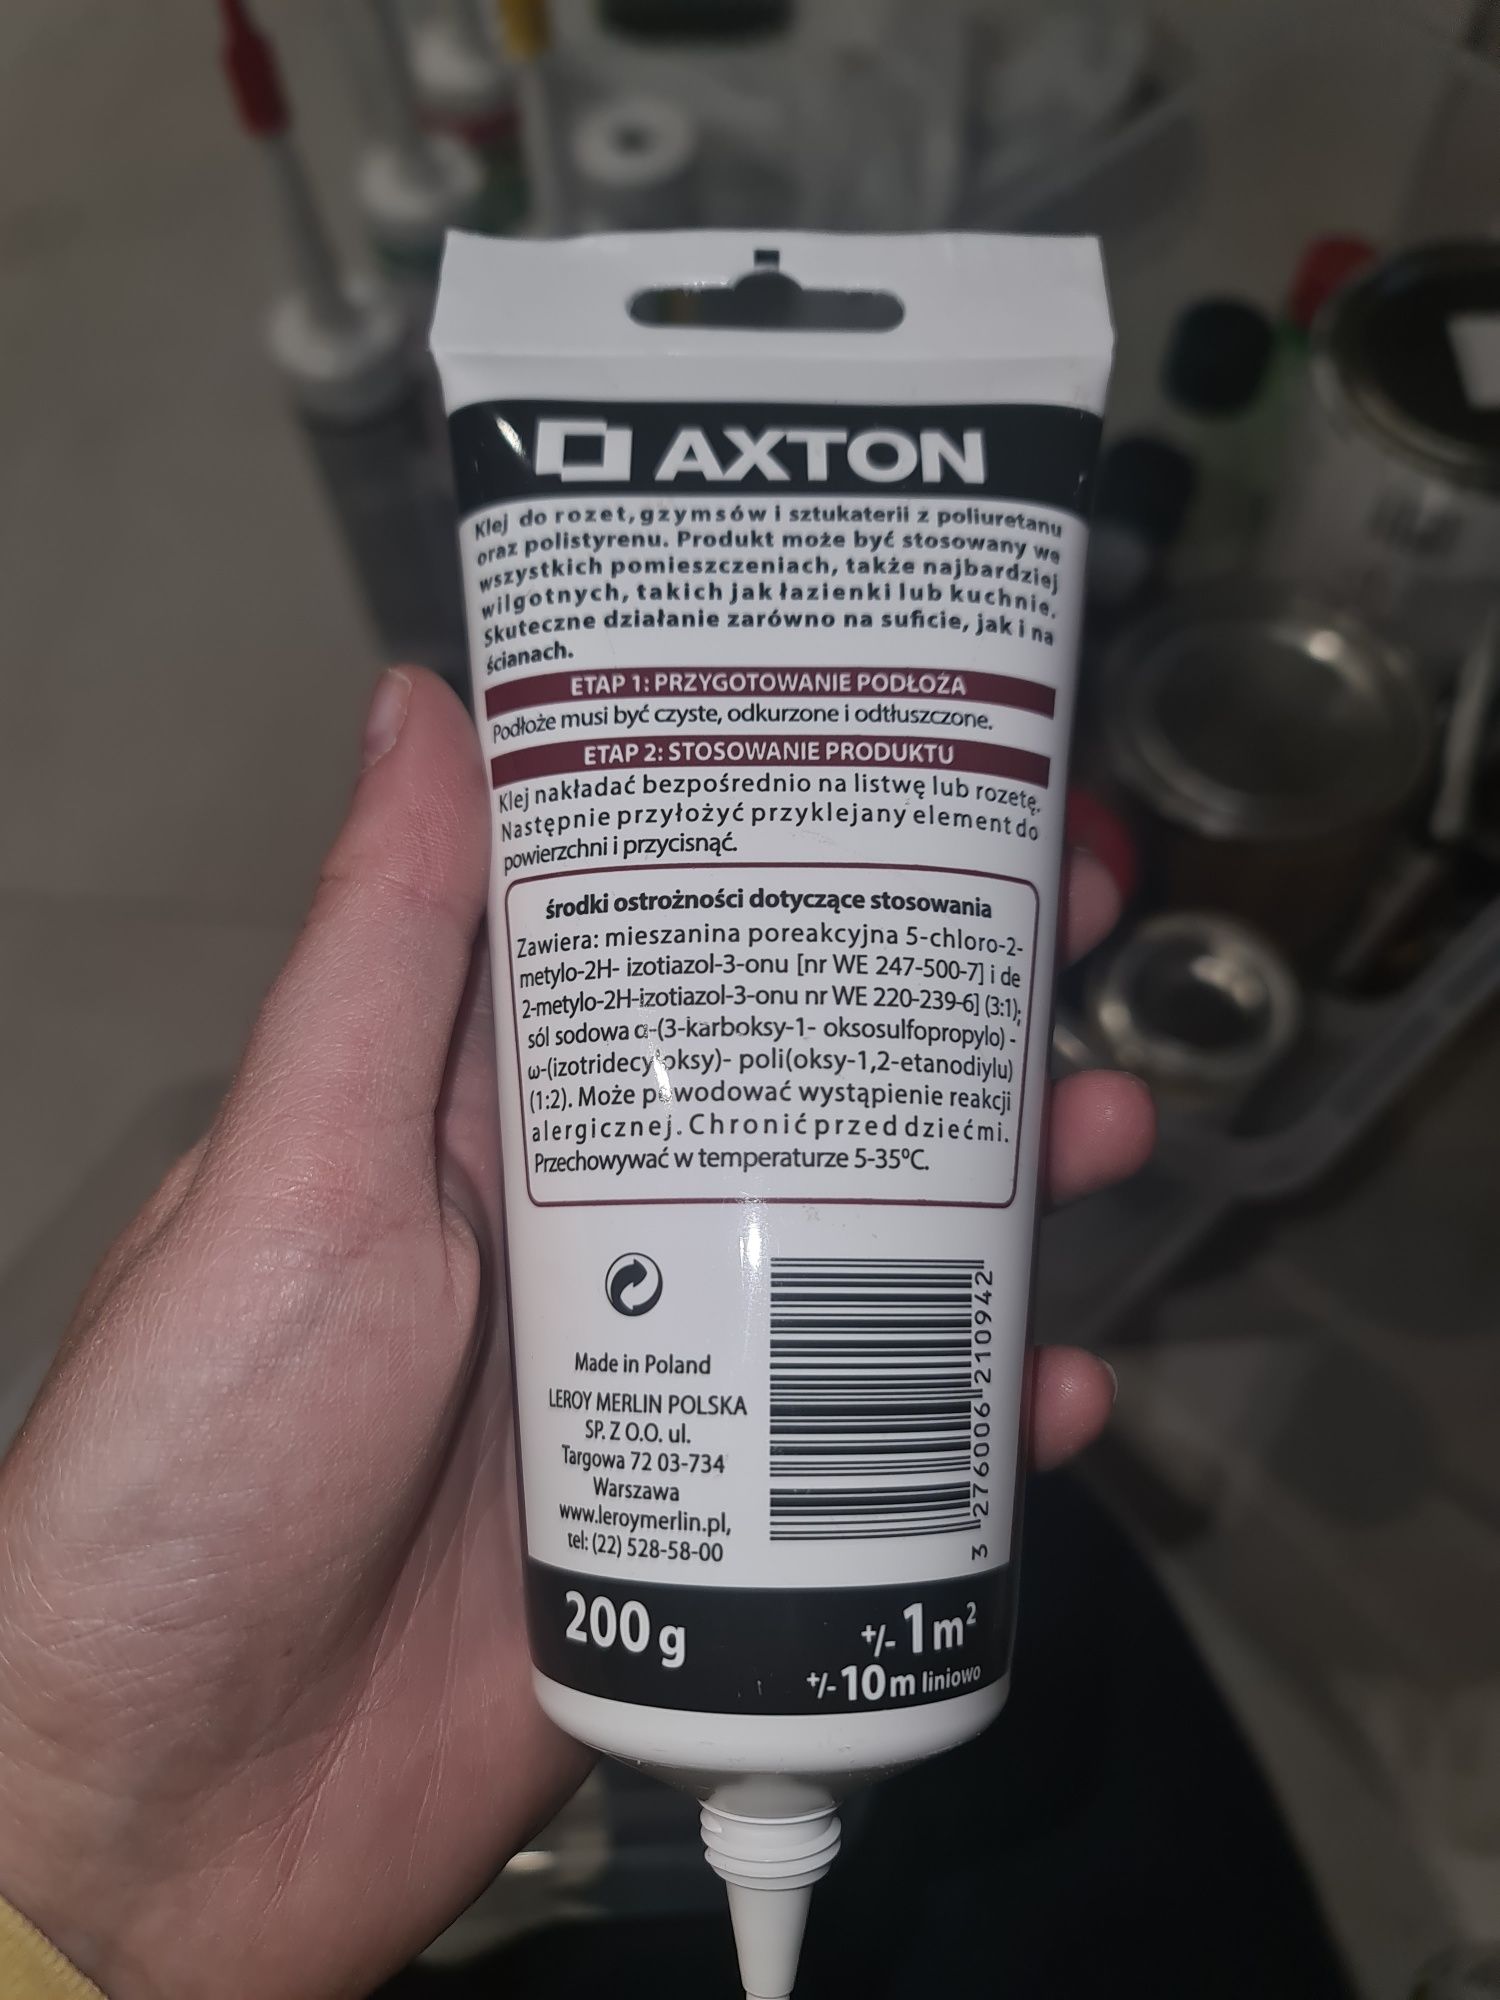 AXTON
Klej do rozet, gzymsów i sztukaterii z poliuretanu
oraz polistyrenu. Produkt może być stosowany we
wszystkich pomieszczeniach, także najbardziej
wilgotnych, takich jak łazienki lub kuchnie.
Skuteczne działanie zarówno na suficie, jak i na
ścianach.
ETAP 1: PRZYGOTOWANIE PODŁOŻA
Podłoże musi być czyste, odkurzone i odtłuszczone.
ETAP 2: STOSOWANIE PRODUKTU
Klej nakładać bezpośrednio na listwę lub rozetę.
Następnie przyłożyć przyklejany element do
powierzchni i przycisnąć.
środki ostrożności dotyczące stosowania
Zawiera: mieszanina poreakcyjna 5-chloro-2-
metylo-2H- izotiazol-3-onu [nr WE 247-500-7] i de
2-metylo-2H-izotiazol-3-onu nr WE 220-239-6] (3:1);
sól sodowa α-(3-karboksy-1- oksosulfopropylo) -
ω-(izotridecyloksy)- poli(oksy-1,2-etanodiylu)
(1:2). Może powodować wystąpienie reakcji
alergicznej. Chronić przed dziećmi.
Przechowywać w temperaturze 5-35ºC.
Made in Poland
LEROY MERLIN POLSKA
SP. Z O.O. ul.
Targowa 72 03-734
Warszawa
www.leroymerlin.pl,
tel: (22) 528-58-00
3 276006 210942
200 g
+/- 1 m²
+/- 10 m liniowo